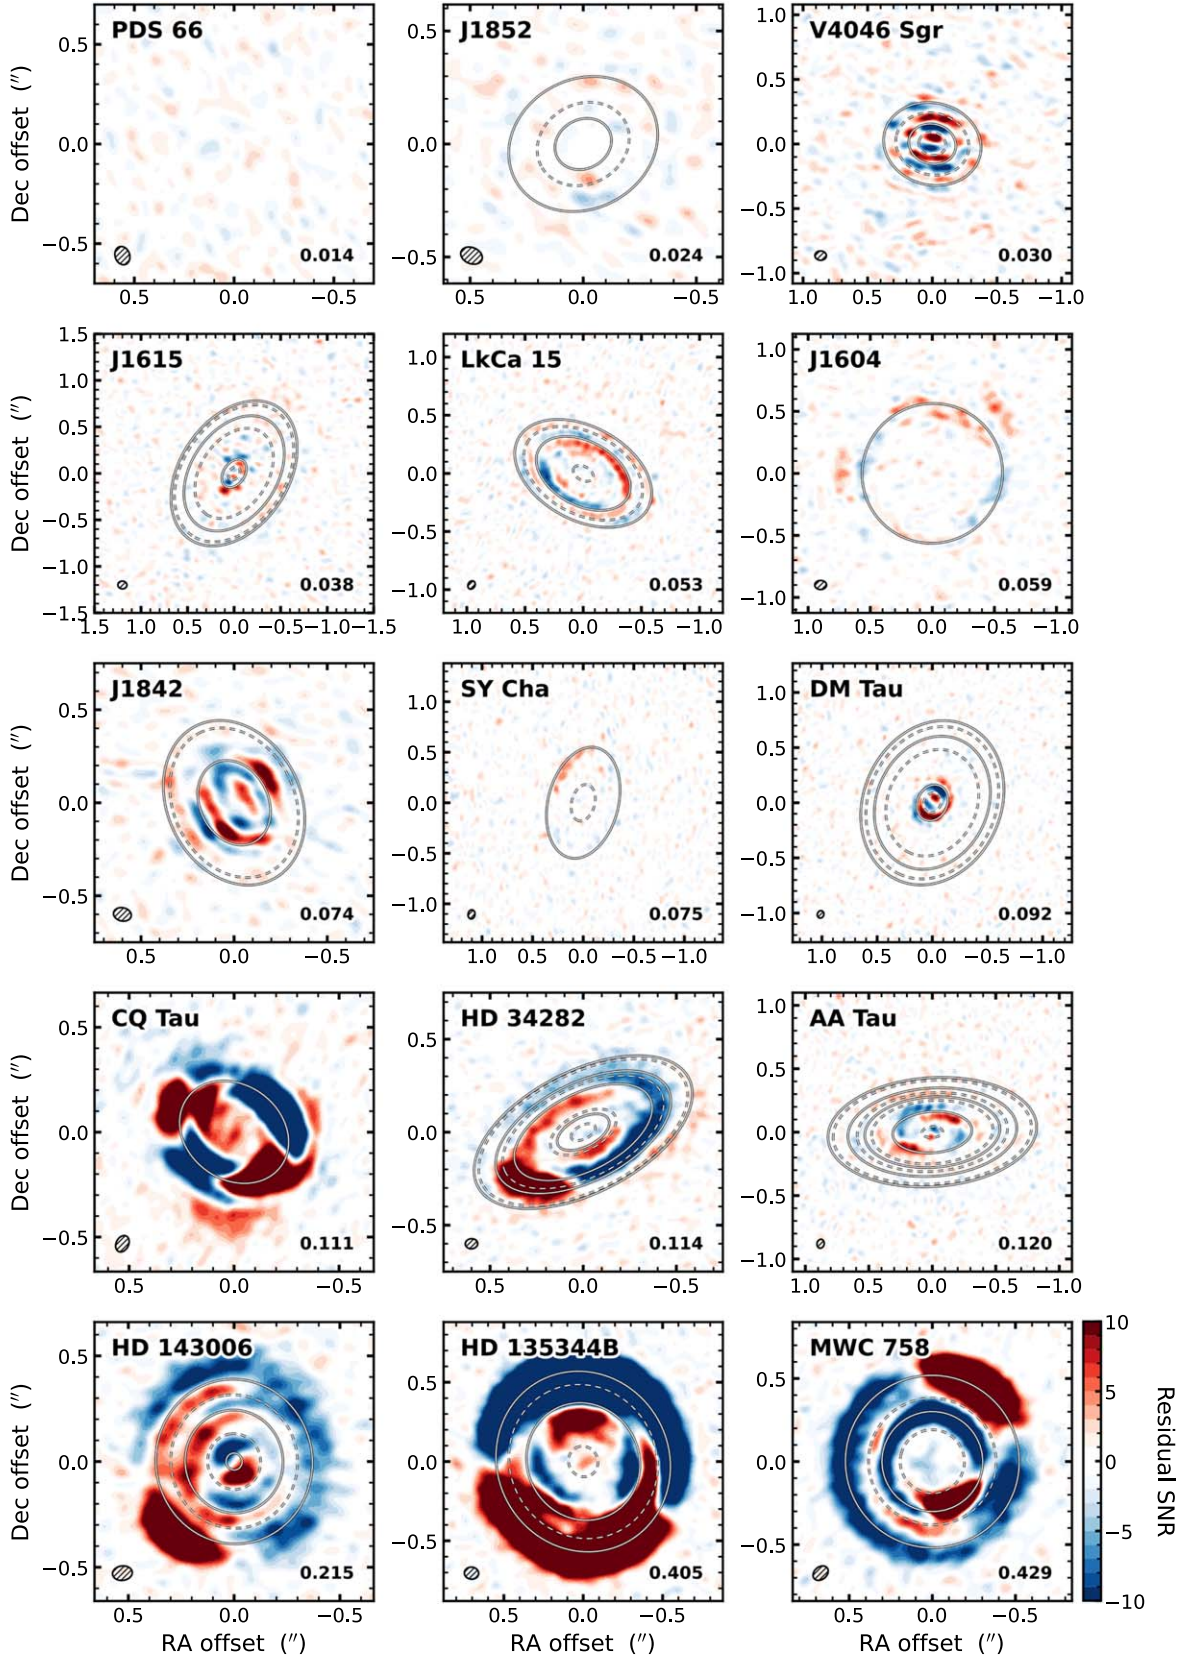 PDS 66
J1852
V4046 Sgr
Dec offset (″)
0.5
0.0
−0.5
0.5
0.0
−0.5
1.0
0.5
0.0
−0.5
−1.0
0.014
0.024
0.030
0.5 0.0 −0.5
0.5 0.0 −0.5
1.0 0.5 0.0 −0.5 −1.0
J1615
LkCa 15
J1604
Dec offset (″)
1.5
1.0
0.5
0.0
−0.5
−1.0
−1.5
1.0
0.5
0.0
−0.5
−1.0
1.0
0.5
0.0
−0.5
−1.0
0.038
0.053
0.059
1.5 1.0 0.5 0.0 −0.5 −1.0 −1.5
1.0 0.5 0.0 −0.5 −1.0
1.0 0.5 0.0 −0.5 −1.0
J1842
SY Cha
DM Tau
Dec offset (″)
0.5
0.0
−0.5
1.0
0.5
0.0
−0.5
−1.0
1.0
0.5
0.0
−0.5
−1.0
0.074
0.075
0.092
0.5 0.0 −0.5
1.0 0.5 0.0 −0.5 −1.0
1.0 0.5 0.0 −0.5 −1.0
CQ Tau
HD 34282
AA Tau
Dec offset (″)
0.5
0.0
−0.5
0.5
0.0
−0.5
1.0
0.5
0.0
−0.5
−1.0
0.111
0.114
0.120
0.5 0.0 −0.5
0.5 0.0 −0.5
1.0 0.5 0.0 −0.5 −1.0
HD 143006
HD 135344B
MWC 758
Dec offset (″)
0.5
0.0
−0.5
0.5
0.0
−0.5
0.5
0.0
−0.5
0.215
0.405
0.429
0.5 0.0 −0.5
0.5 0.0 −0.5
0.5 0.0 −0.5
RA offset (″)
RA offset (″)
RA offset (″)
10
5
0
−5
−10
Residual SNR